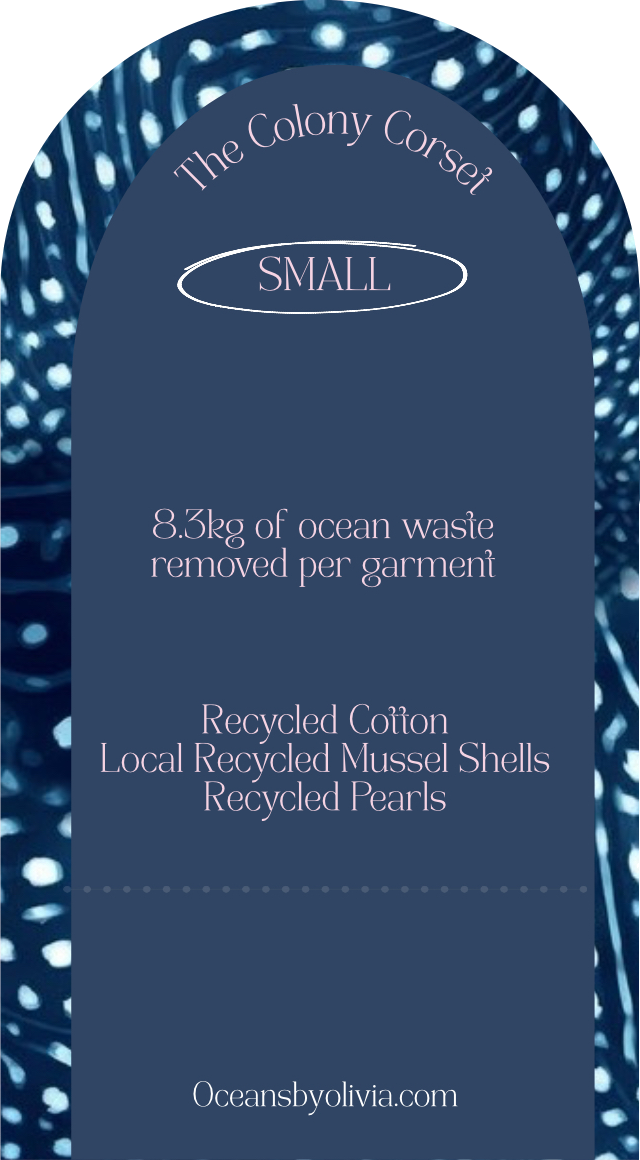 The Colony Corset
SMALL
8.3kg of ocean waste
removed per garment
Recycled Cotton
Local Recycled Mussel Shells
Recycled Pearls
Oceansbyolivia.com